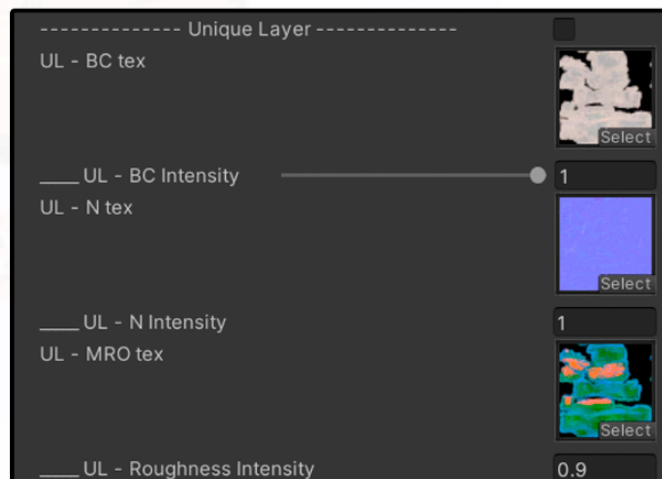 -------------- Unique Layer --------------
UL - BC tex
Select
____ UL - BC Intensity 1
UL - N tex
Select
____ UL - N Intensity 1
UL - MRO tex
Select
____ UL - Roughness Intensity 0.9